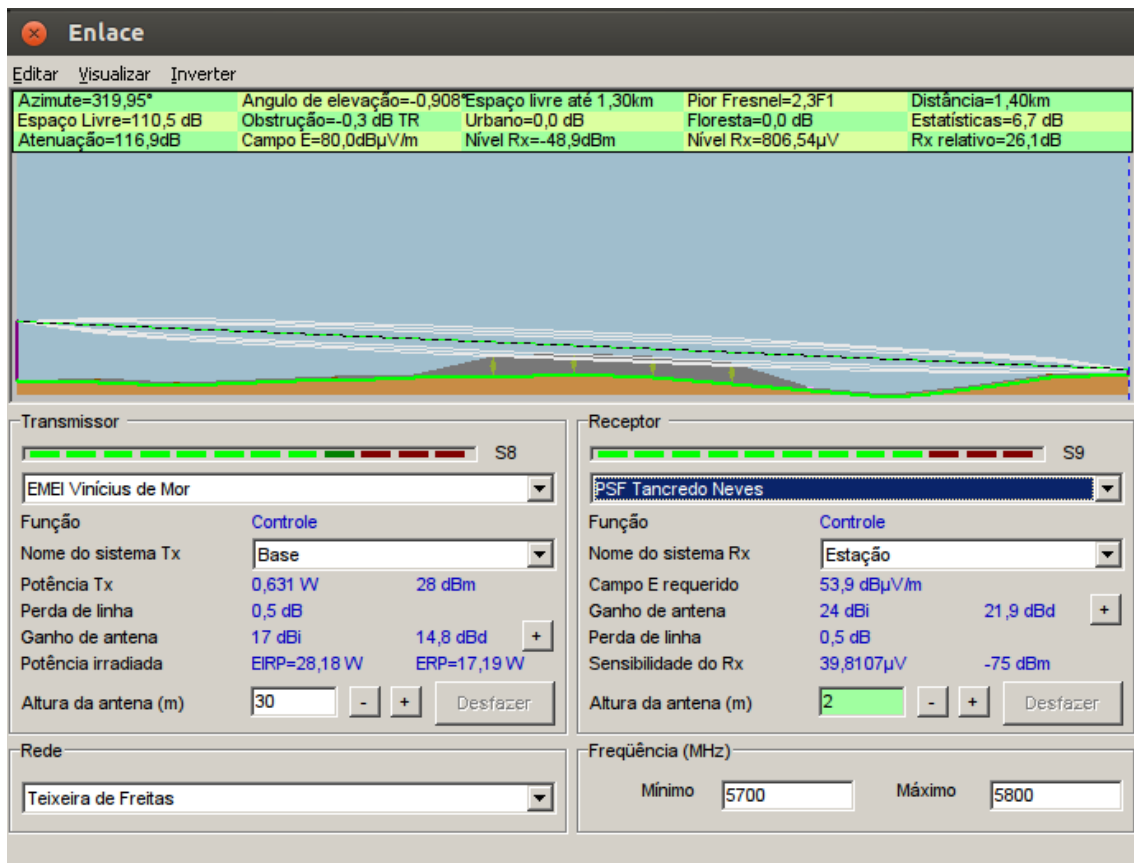 Enlace
Editar Visualizar Inverter
Azimute=319,95° Angulo de elevação=-0,908° Espaço livre até 1,30km Pior Fresnel=2,3F1 Distância=1,40km
Espaço Livre=110,5 dB Obstrução=-0,3 dB TR Urbano=0,0 dB Floresta=0,0 dB Estatísticas=6,7 dB
Atenuação=116,9dB Campo E=80,0dBµV/m Nível Rx=-48,9dBm Nível Rx=806,54µV Rx relativo=26,1dB
Transmissor
S8
EMEI Vinícius de Mor
Função Controle
Nome do sistema Tx Base
Potência Tx 0,631 W 28 dBm
Perda de linha 0,5 dB
Ganho de antena 17 dBi 14,8 dBd +
Potência irradiada EIRP=28,18 W ERP=17,19 W
Altura da antena (m) 30 - + Desfazer
Receptor
S9
PSF Tancredo Neves
Função Controle
Nome do sistema Rx Estação
Campo E requerido 53,9 dBµV/m
Ganho de antena 24 dBi 21,9 dBd +
Perda de linha 0,5 dB
Sensibilidade do Rx 39,8107µV -75 dBm
Altura da antena (m) 2 - + Desfazer
Rede
Teixeira de Freitas
Freqüência (MHz)
Mínimo 5700 Máximo 5800